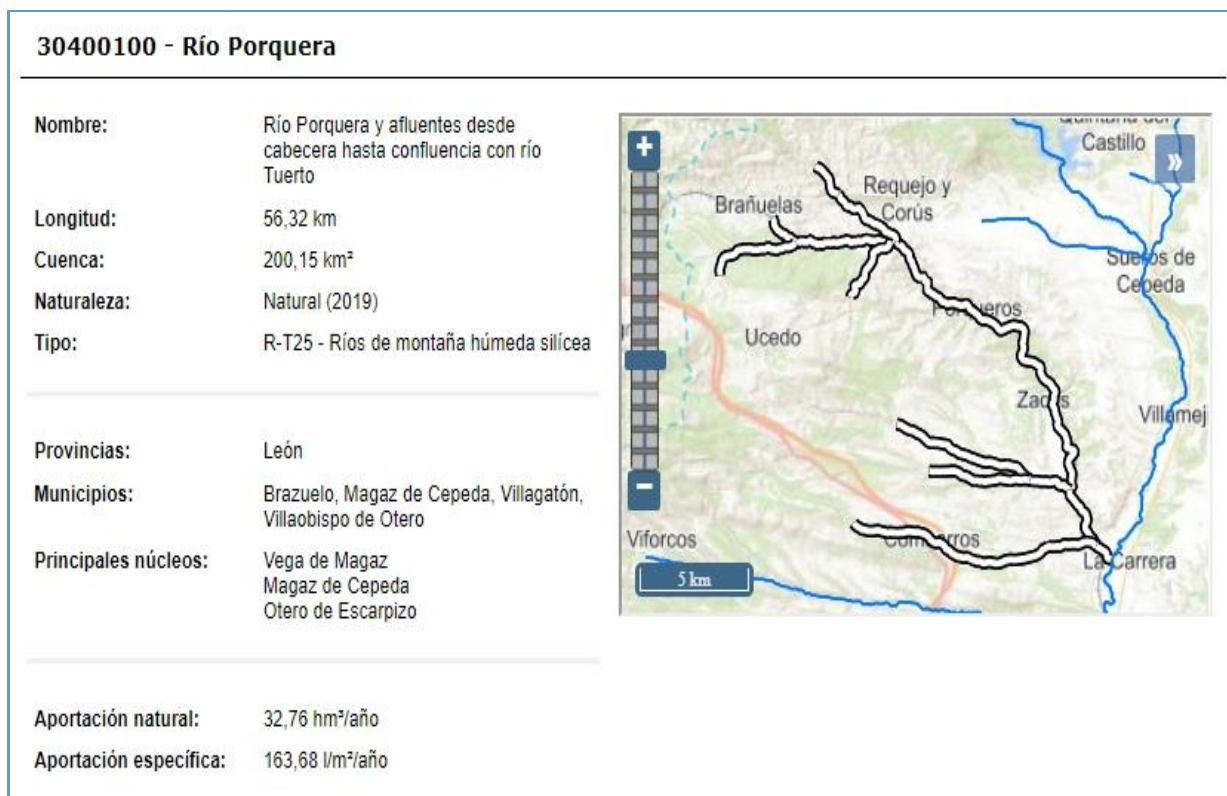 30400100 - Río Porquera
Nombre: Río Porquera y afluentes desde
cabecera hasta confluencia con río
Tuerto
Longitud: 56,32 km
Cuenca: 200,15 km²
Naturaleza: Natural (2019)
Tipo: R-T25 - Ríos de montaña húmeda silícea
Provincias: León
Municipios: Brazuelo, Magaz de Cepeda, Villagatón,
Villaobispo de Otero
Principales núcleos: Vega de Magaz
Magaz de Cepeda
Otero de Escarpizo
Aportación natural: 32,76 hm³/año
Aportación específica: 163,68 l/m²/año
+
Castillo
»
Requejo y
Corús
Brañuelas
Sueros de
Cepeda
Ucedo
Villamej
−
Viforcos
La Carrera
5 km